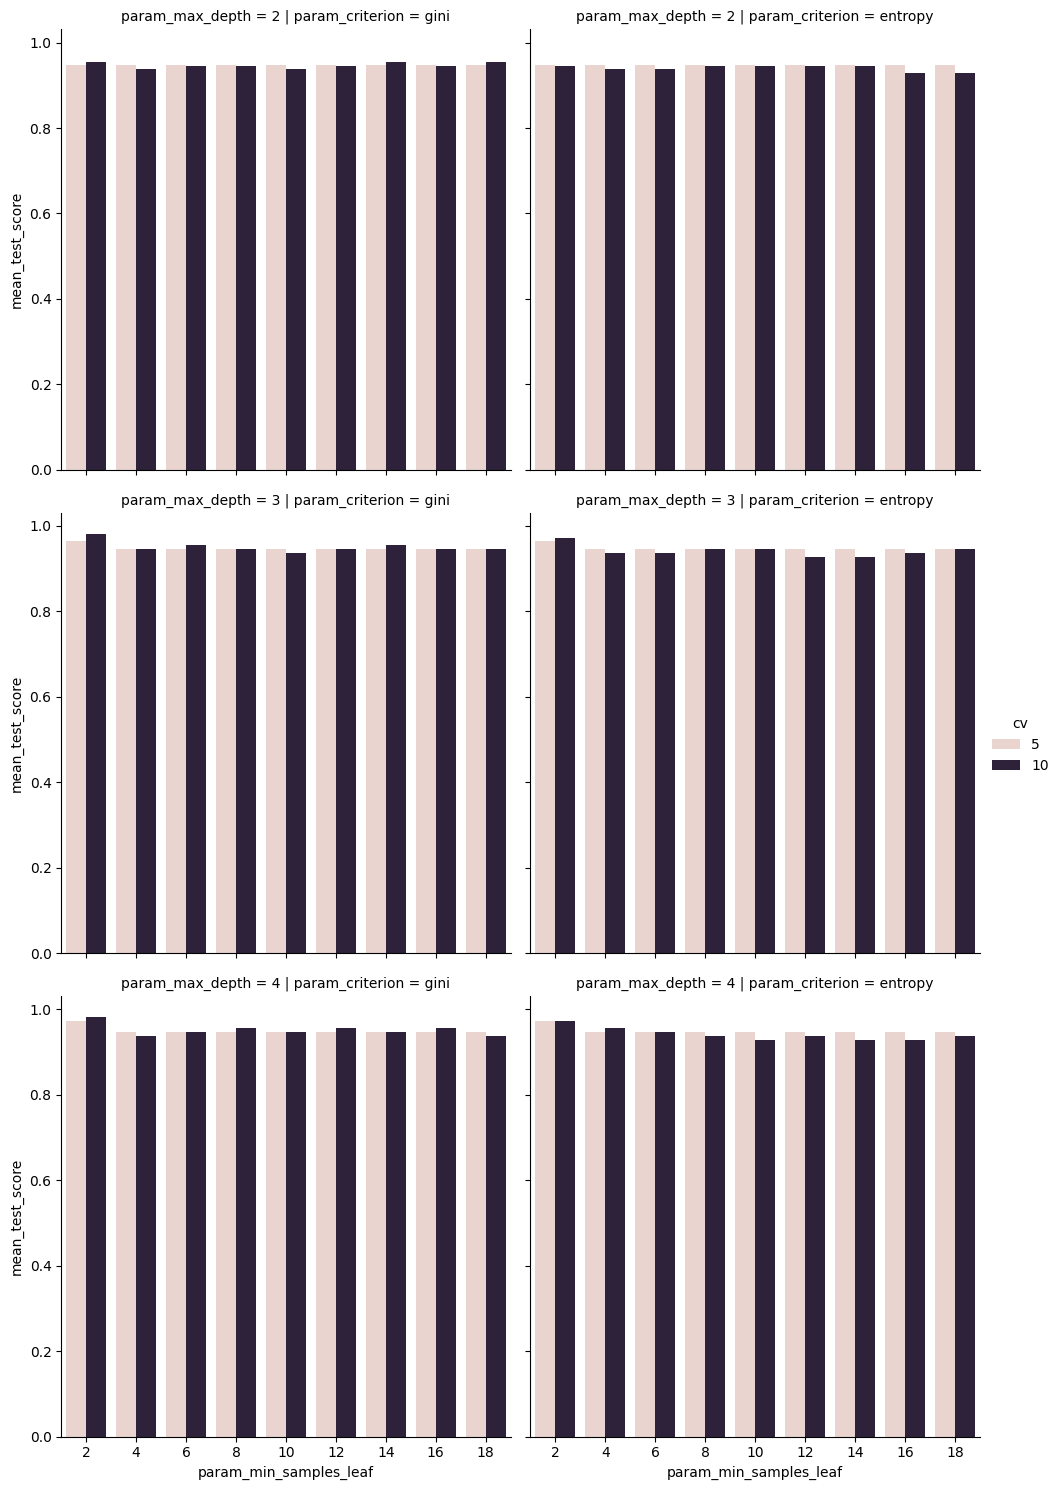 param_max_depth = 2 | param_criterion = gini
param_max_depth = 2 | param_criterion = entropy
1.0
0.8
0.6
0.4
0.2
0.0
mean_test_score
param_max_depth = 3 | param_criterion = gini
param_max_depth = 3 | param_criterion = entropy
1.0
0.8
0.6
0.4
0.2
0.0
mean_test_score
cv
5
10
param_max_depth = 4 | param_criterion = gini
param_max_depth = 4 | param_criterion = entropy
1.0
0.8
0.6
0.4
0.2
0.0
mean_test_score
2 4 6 8 10 12 14 16 18
param_min_samples_leaf
2 4 6 8 10 12 14 16 18
param_min_samples_leaf